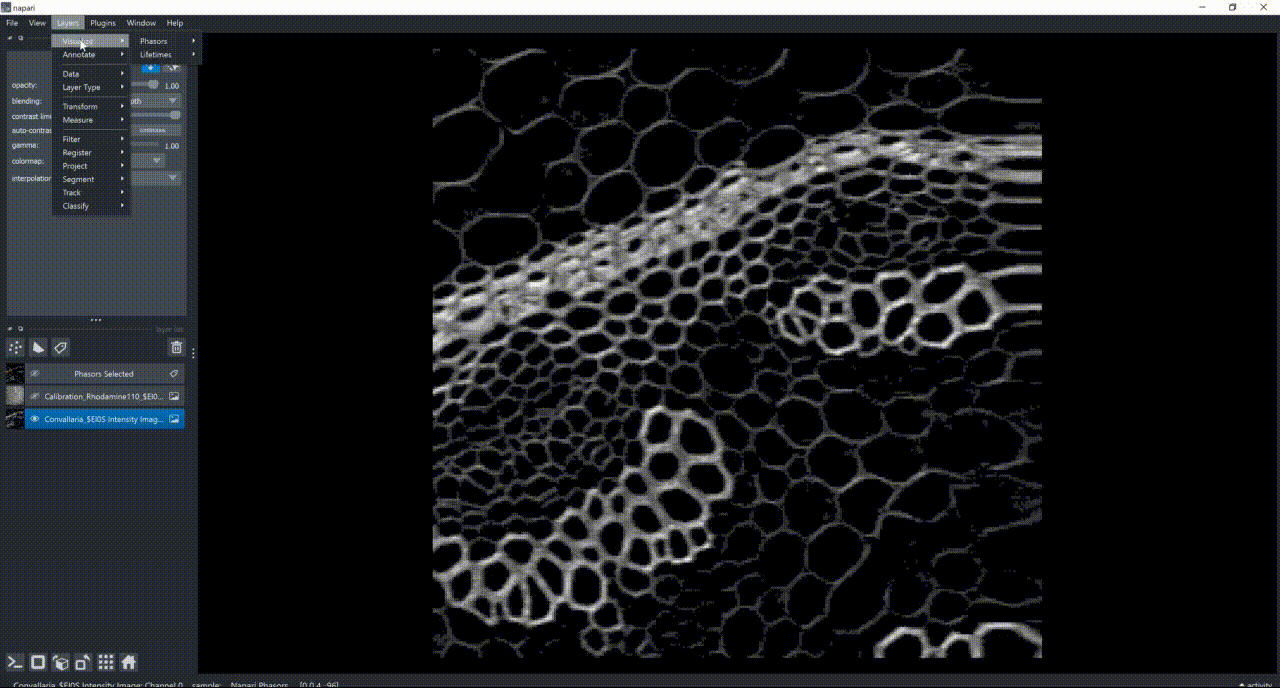 napari
File View Layers Plugins Window Help
Visualize Phasors
Annotate Lifetimes
Data
opacity: 1.00
Layer Type
blending:
Transform
contrast limi
Measure
auto-contras continuous
Filter
gamma: 1.00
Register
colormap:
Project
interpolation
Segment
Track
Classify
layer list
Phasors Selected
Calibration_Rhodamine110_$EI0...
Convallaria_$EI0S Intensity Imag...
Convallaria_$EI0S Intensity Image: Channel 0 sample: Napari Phasors [0 0 4 -96]
activity